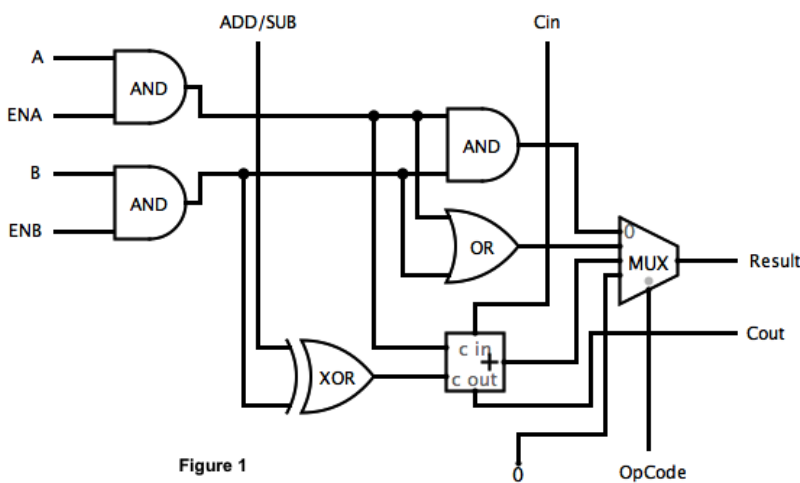 ADD/SUB
Cin
A
AND
ENA
AND
B
AND
ENB
OR
0
MUX
Result
Cout
c in
+
XOR
c out
Figure 1
0
OpCode